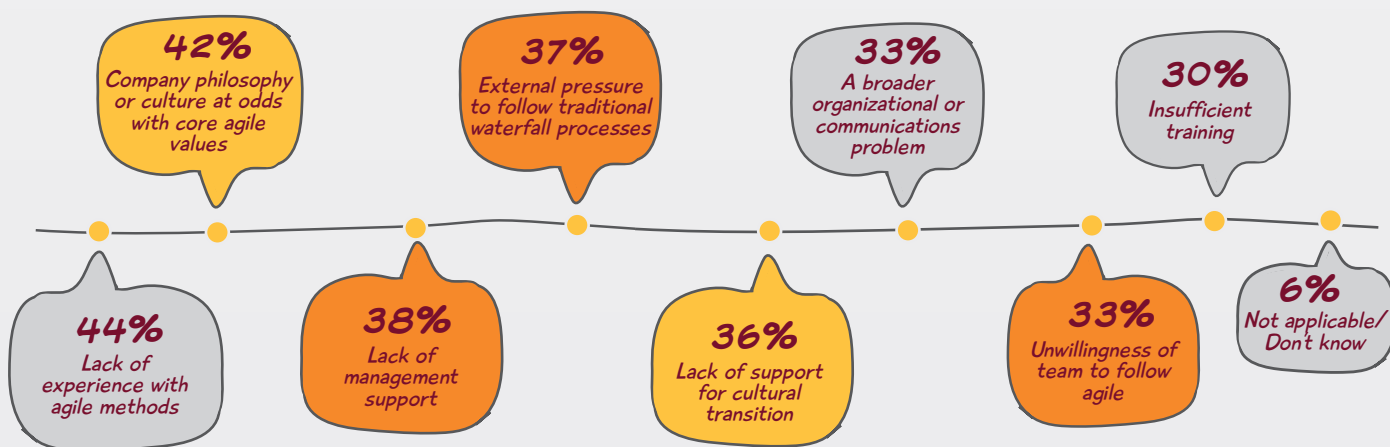 42%
Company philosophy
or culture at odds
with core agile
values
37%
External pressure
to follow traditional
waterfall processes
33%
A broader
organizational or
communications
problem
30%
Insufficient
training
44%
Lack of
experience with
agile methods
38%
Lack of
management
support
36%
Lack of support
for cultural
transition
33%
Unwillingness of
team to follow
agile
6%
Not applicable/
Don't know